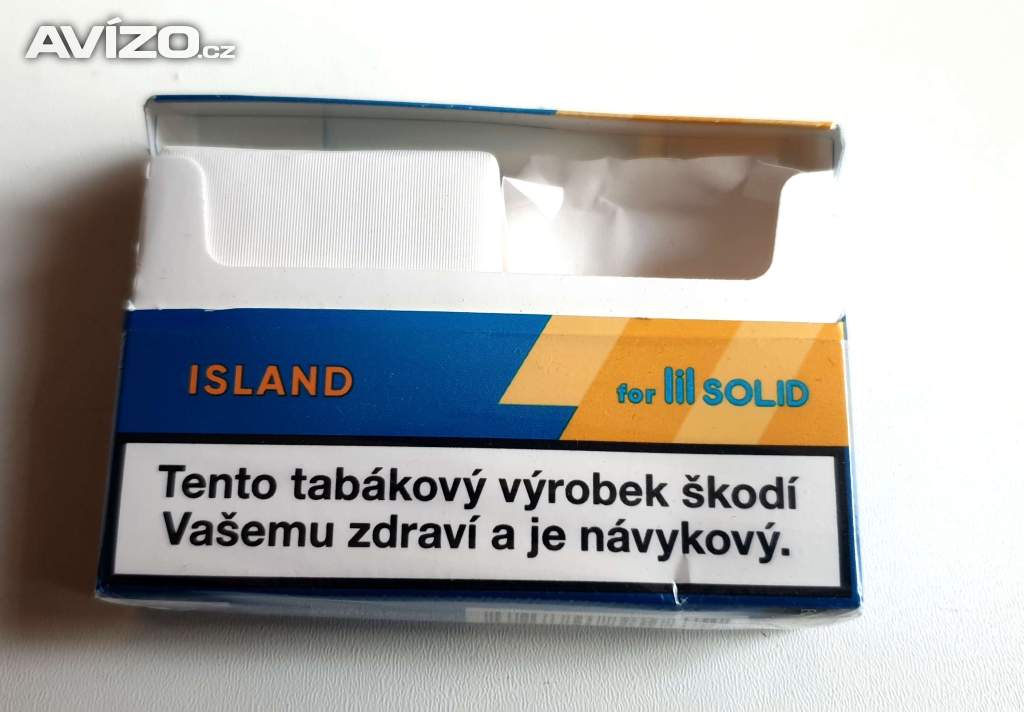 AVÍZO.cz
ISLAND
for lil SOLID
Tento tabákový výrobek škodí
Vašemu zdraví a je návykový.